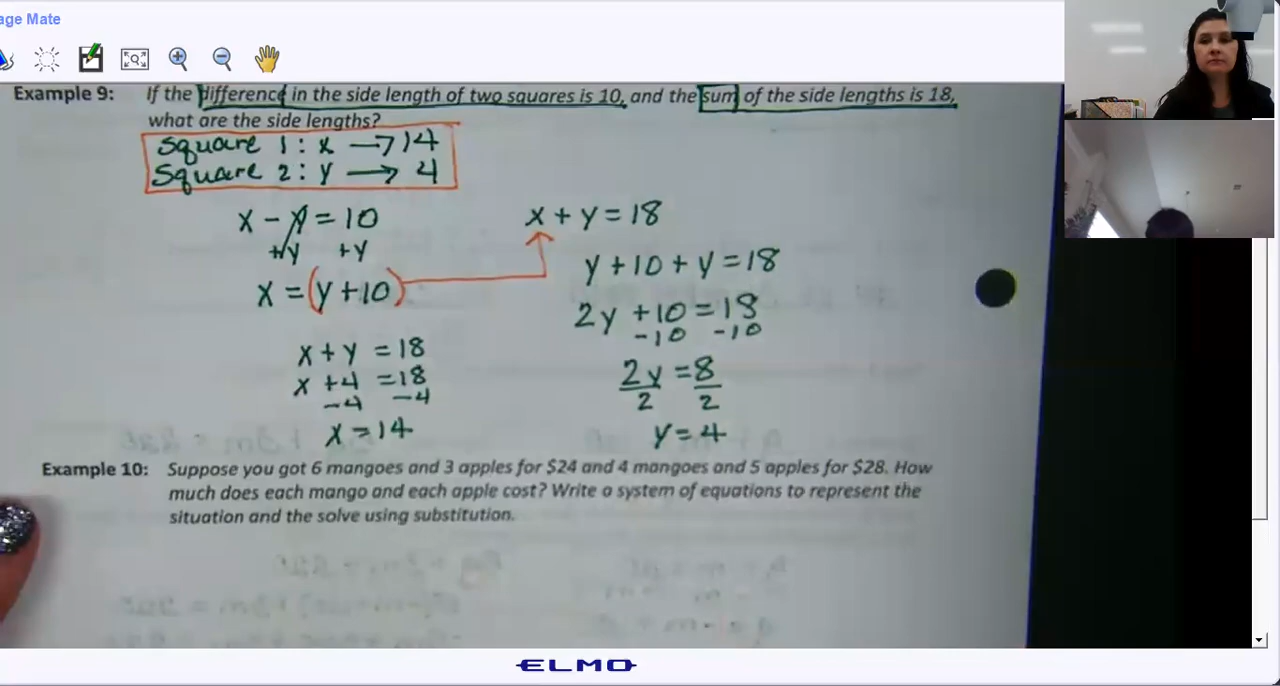 age Mate
Example 9: If the difference in the side length of two squares is 10, and the sum of the side lengths is 18,
what are the side lengths?
Square 1: x → 14
Square 2: y → 4
x - y = 10
+y +y
x = (y + 10)
x + y = 18
y + 10 + y = 18
2y + 10 = 18
-10 -10
2y = 8
2 2
y = 4
x + y = 18
x + 4 = 18
-4 -4
x = 14
Example 10: Suppose you got 6 mangoes and 3 apples for $24 and 4 mangoes and 5 apples for $28. How
much does each mango and each apple cost? Write a system of equations to represent the
situation and the solve using substitution.
ELMO